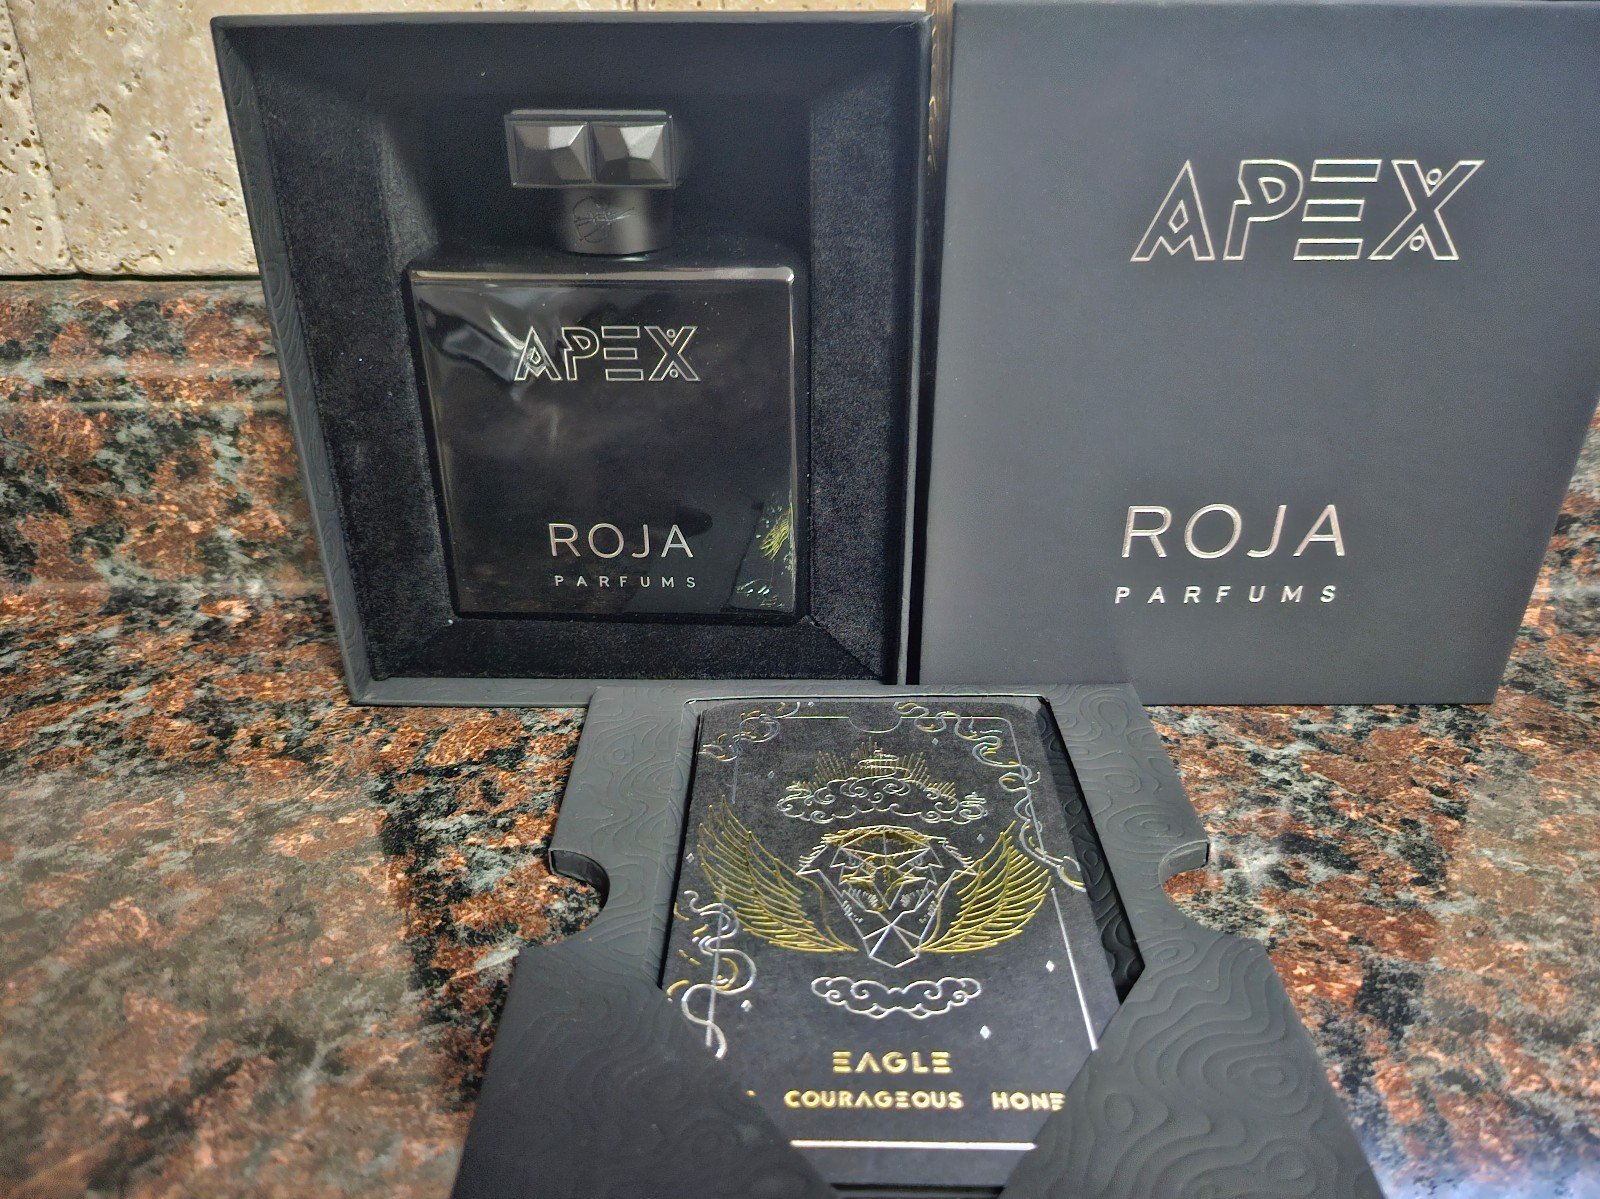 APEX
ROJA
PARFUMS
APEX
ROJA
PARFUMS
EAGLE
COURAGEOUS